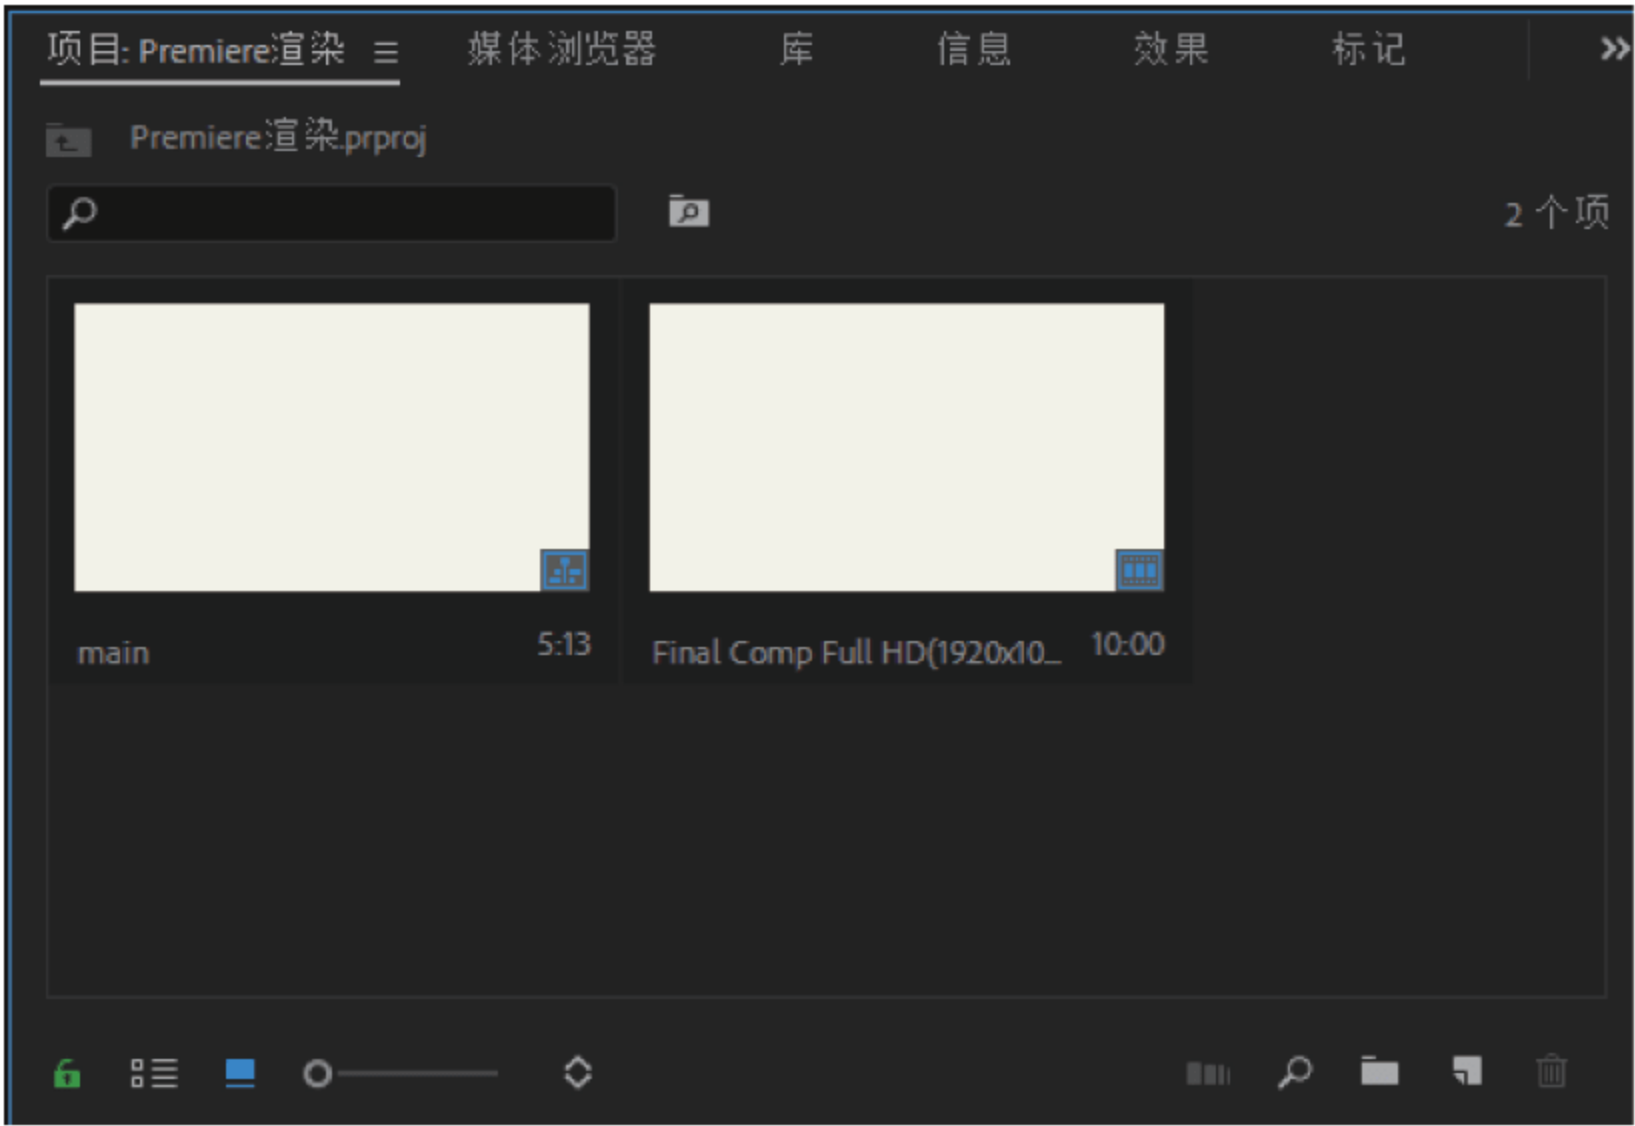 项目: Premiere渲染 媒体浏览器 库 信息 效果 标记
Premiere渲染.prproj
2 个项
main 5:13 Final Comp Full HD(1920x10... 10:00